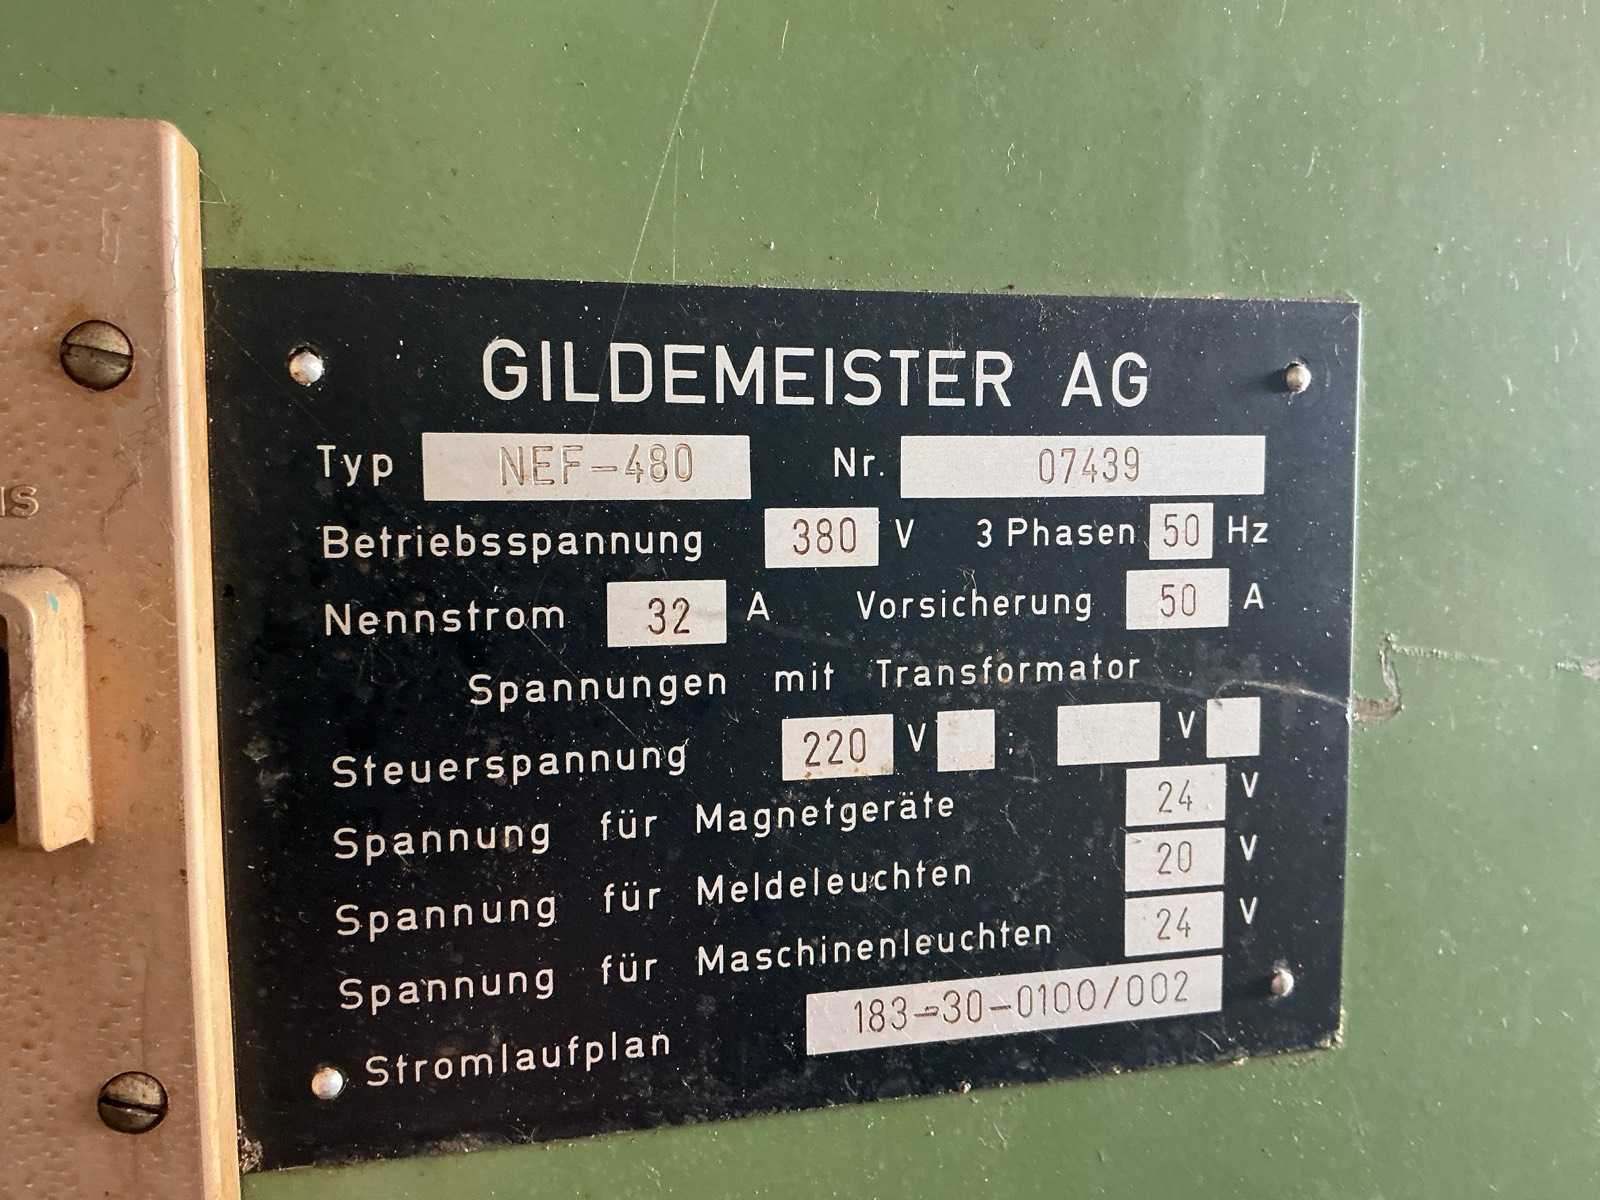 GILDEMEISTER AG
Typ NEF-480 Nr. 07439
Betriebsspannung 380 V 3 Phasen 50 Hz
Nennstrom 32 A Vorsicherung 50 A
Spannungen mit Transformator
Steuerspannung 220 V ; V
Spannung für Magnetgeräte 24 V
Spannung für Meldeleuchten 20 V
Spannung für Maschinenleuchten 24 V
Stromlaufplan 183-30-0100/002